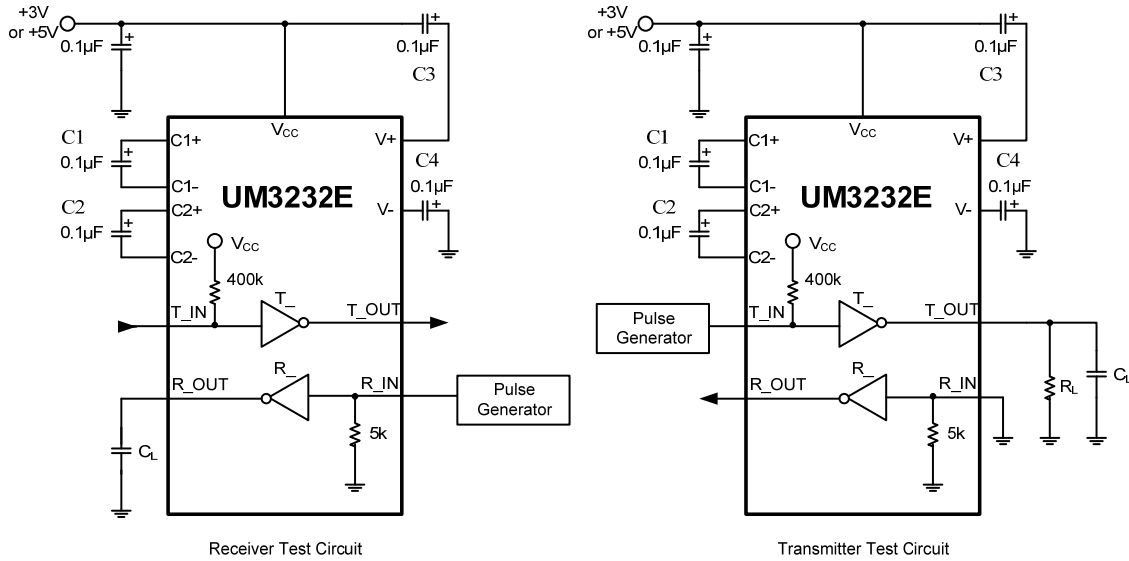 +3V
or +5V
0.1µF
0.1µF
C3
VCC
C1
C1+
V+
0.1µF
C4
C1-
0.1µF
UM3232E
C2
C2+
V-
0.1µF
VCC
C2-
400k
T_IN
T_
T_OUT
R_OUT
R_
R_IN
Pulse
Generator
5k
CL
Receiver Test Circuit
+3V
or +5V
0.1µF
0.1µF
C3
VCC
C1
C1+
V+
0.1µF
C4
C1-
0.1µF
UM3232E
C2
C2+
V-
0.1µF
VCC
C2-
400k
Pulse
Generator
T_IN
T_
T_OUT
R_OUT
R_
R_IN
RL
CL
5k
Transmitter Test Circuit